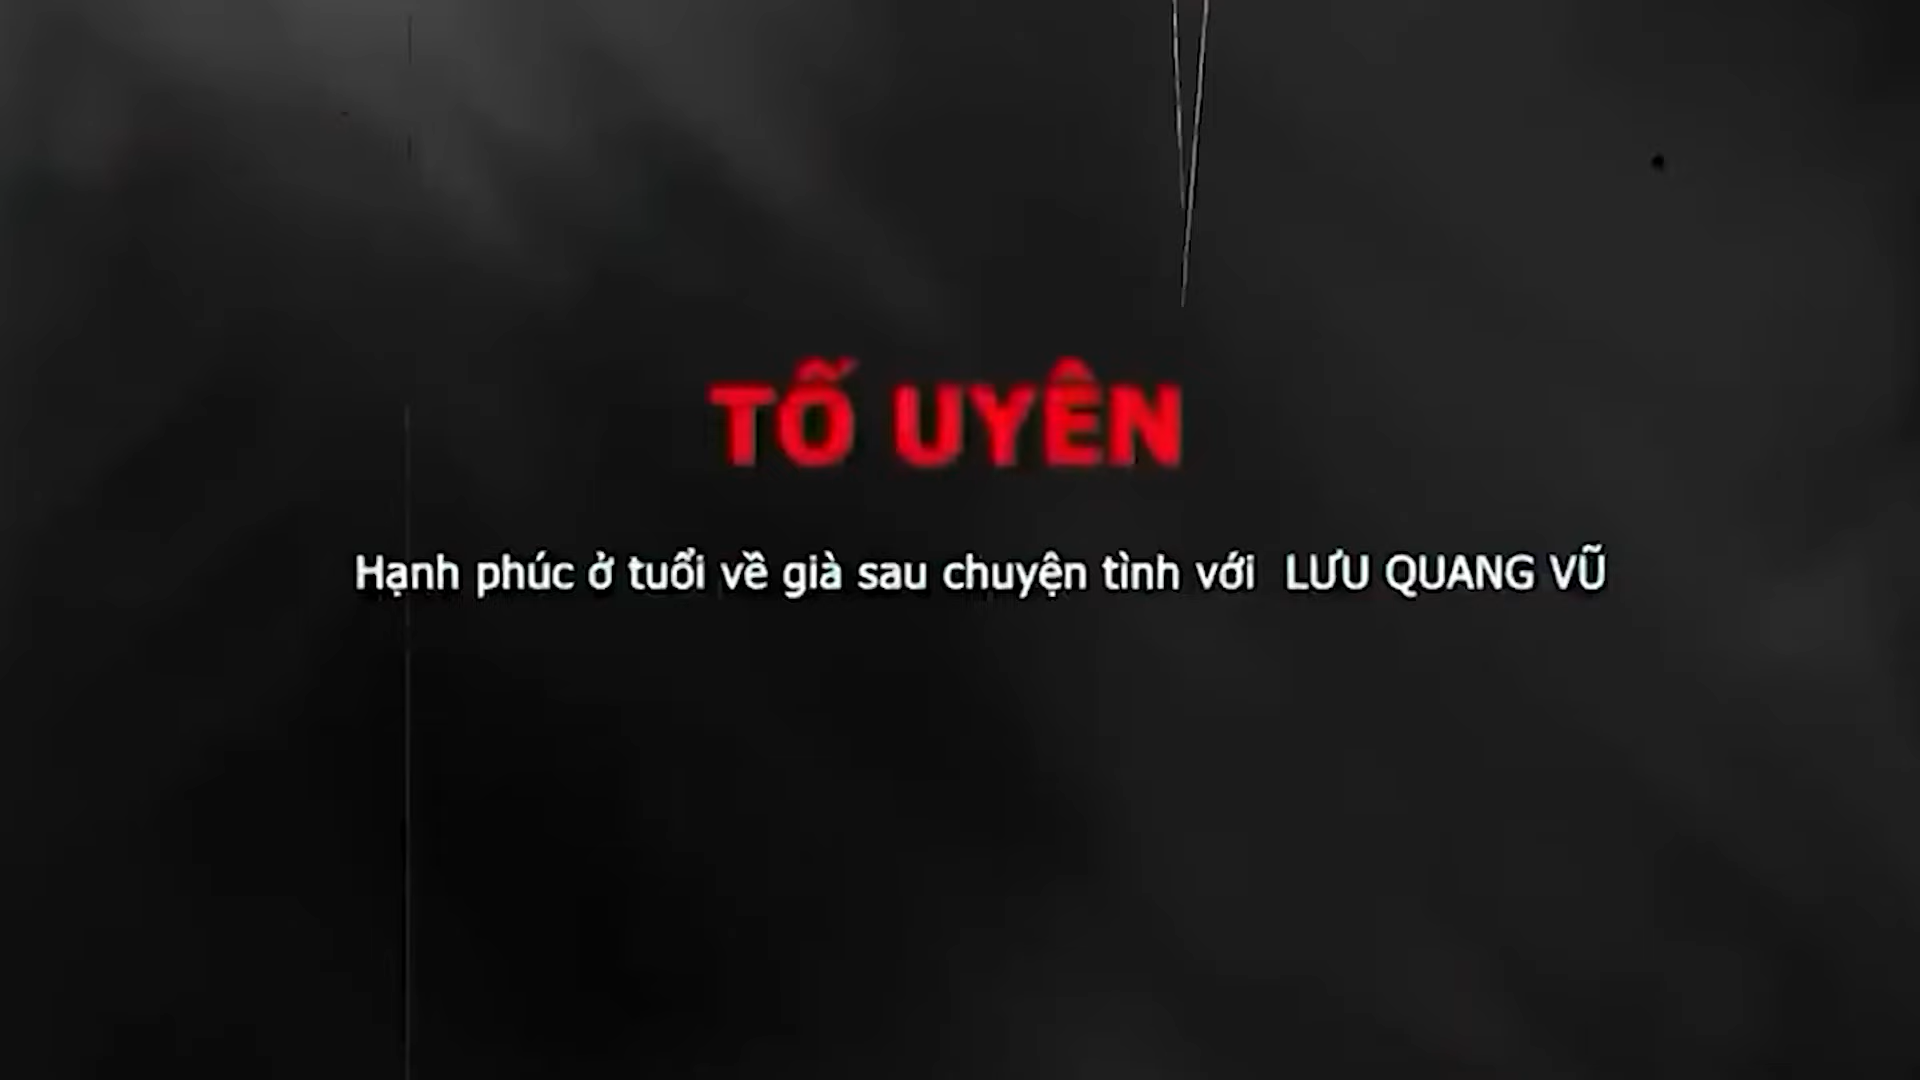 TỐ UYÊN
Hạnh phúc ở tuổi về già sau chuyện tình với LƯU QUANG VŨ